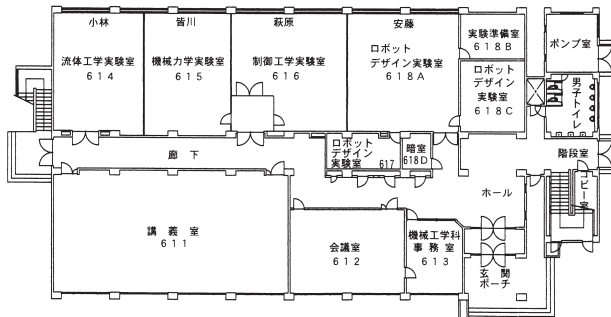 小林
流体工学実験室
614
皆川
機械力学実験室
615
萩原
制御工学実験室
616
安藤
ロボット
デザイン実験室
618A
実験準備室
618B
ロボット
デザイン
実験室
618C
ポンプ室
男子トイレ
廊下
ロボット
デザイン
実験室
617
暗室
618D
階段室
コピー室
ホール
講義室
611
会議室
612
機械工学科
事務室
613
玄関
ポーチ